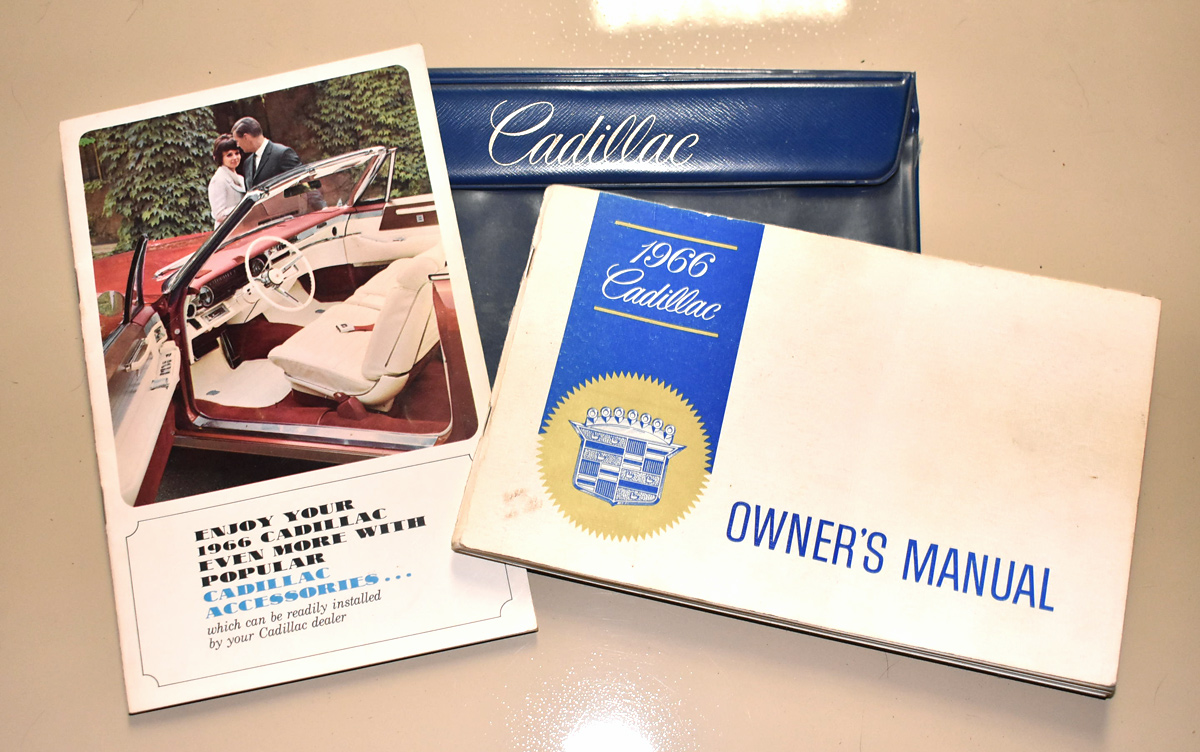 Cadillac
1966
Cadillac
OWNER'S MANUAL
ENJOY YOUR
1966 CADILLAC
EVEN MORE WITH
POPULAR
CADILLAC
ACCESSORIES...
which can be readily installed
by your Cadillac dealer